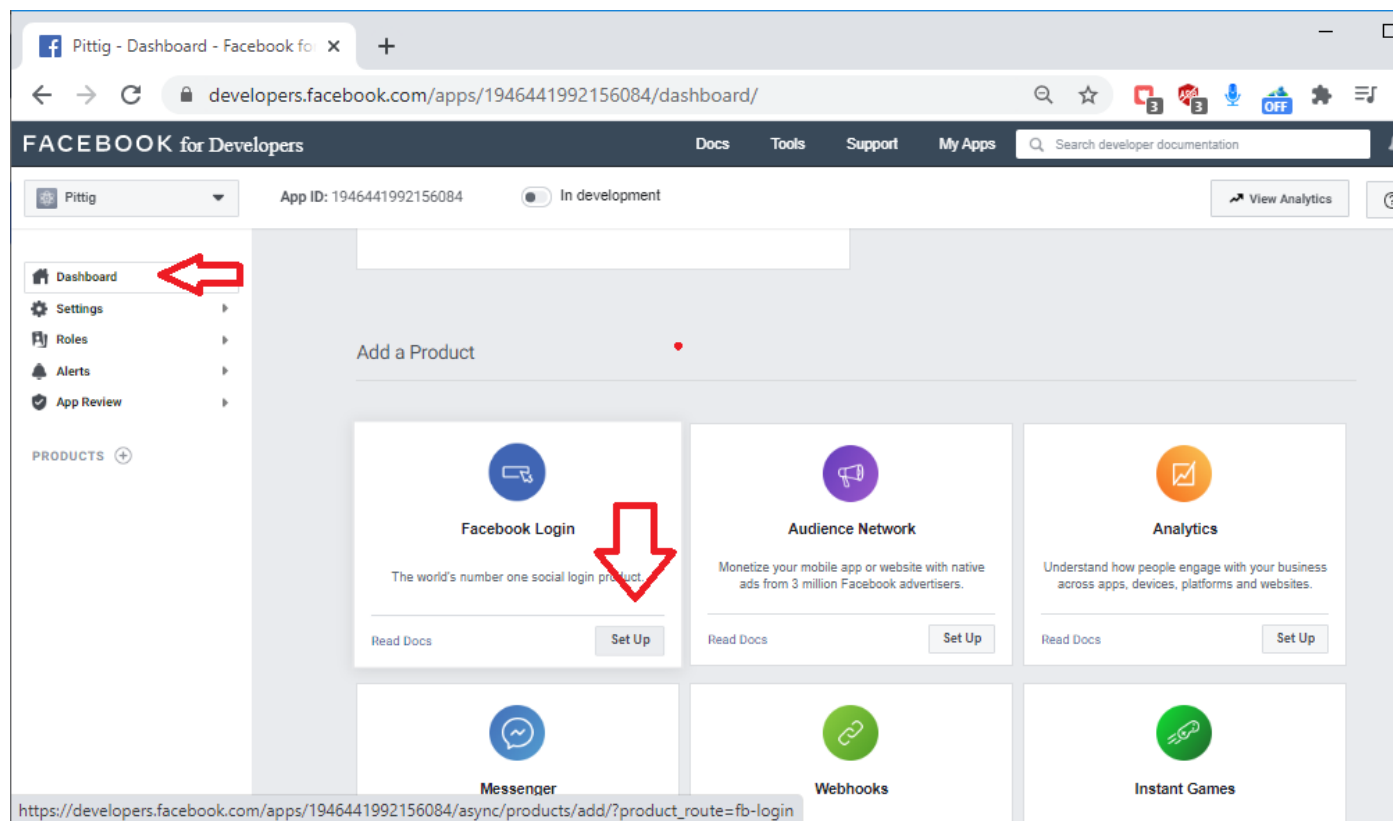 Pittig - Dashboard - Facebook fo
developers.facebook.com/apps/1946441992156084/dashboard/
3
3
OFF
FACEBOOK for Developers
Docs
Tools
Support
My Apps
Search developer documentation
Pittig
App ID: 1946441992156084
In development
View Analytics
Dashboard
Settings
Roles
Alerts
App Review
PRODUCTS
Add a Product
Facebook Login
The world's number one social login product.
Read Docs
Set Up
Audience Network
Monetize your mobile app or website with native
ads from 3 million Facebook advertisers.
Read Docs
Set Up
Analytics
Understand how people engage with your business
across apps, devices, platforms and websites.
Read Docs
Set Up
Messenger
Webhooks
Instant Games
https://developers.facebook.com/apps/1946441992156084/async/products/add/?product_route=fb-login